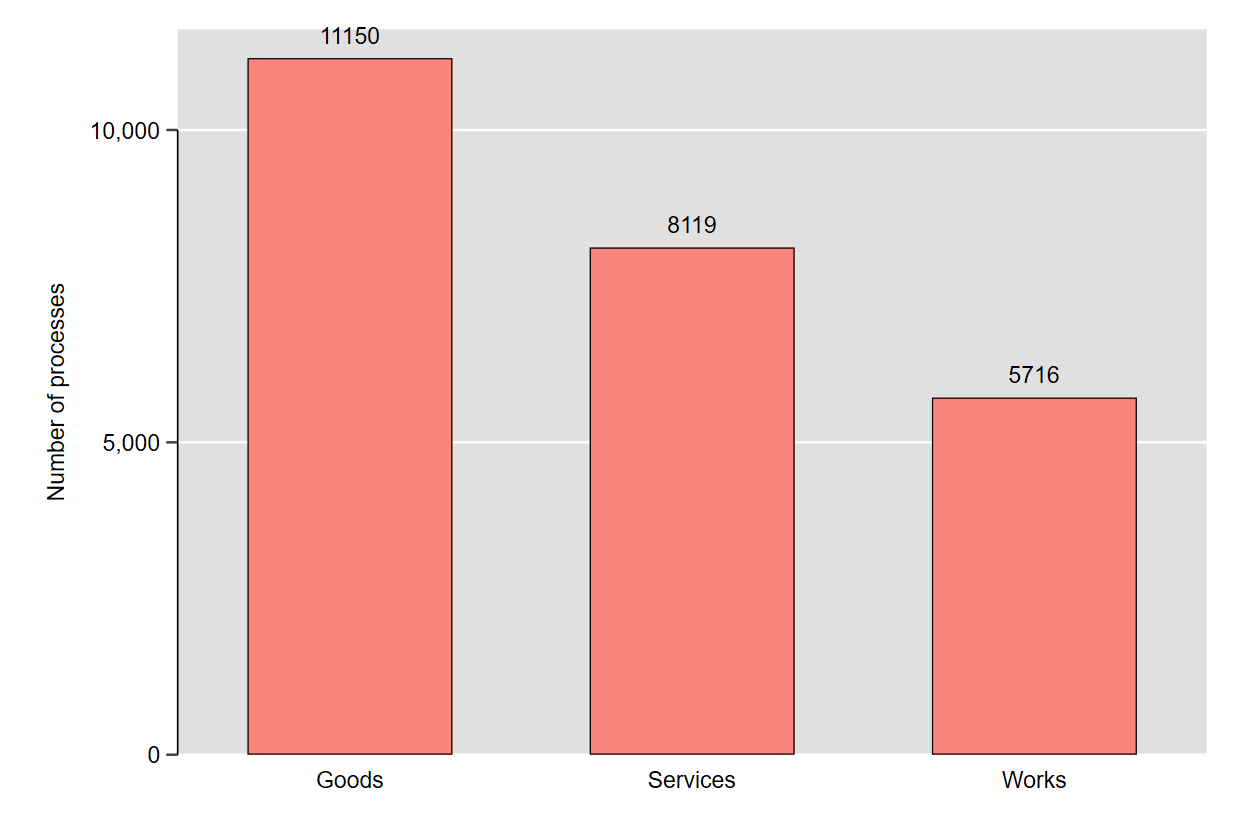 11150
10,000
8119
Number of processes
5716
5,000
0
Goods
Services
Works